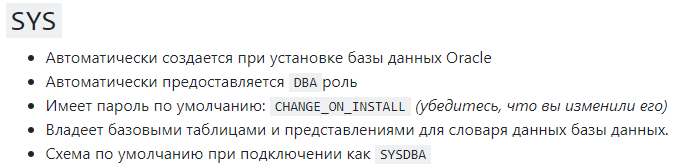 SYS
Автоматически создается при установке базы данных Oracle
Автоматически предоставляется DBA роль
Имеет пароль по умолчанию: CHANGE_ON_INSTALL (убедитесь, что вы изменили его)
Владеет базовыми таблицами и представлениями для словаря данных базы данных.
Схема по умолчанию при подключении как SYSDBA